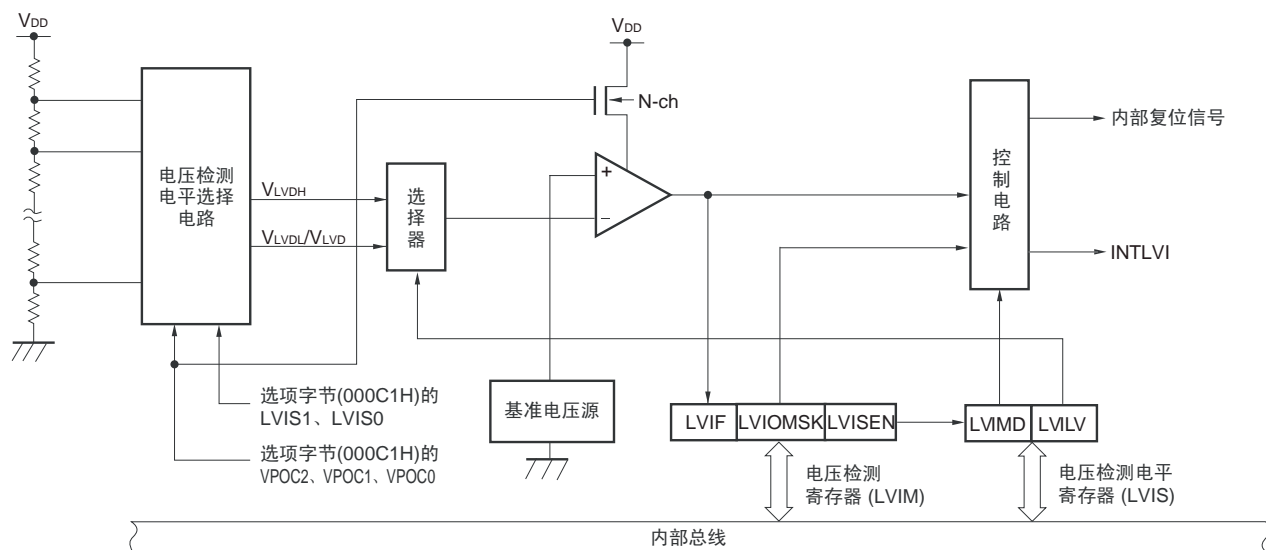 VDD
VDD
N-ch
电压检测
电平选择
电路
VLVDH
VLVDL/VLVD
选
择
器
+
−
控
制
电
路
内部复位信号
INTLVI
选项字节(000C1H)的
LVIS1、LVIS0
选项字节(000C1H)的
VPOC2、VPOC1、VPOC0
基准电压源
LVIF
LVIOMSK
LVISEN
LVIMD
LVILV
电压检测
寄存器 (LVIM)
电压检测电平
寄存器 (LVIS)
内部总线